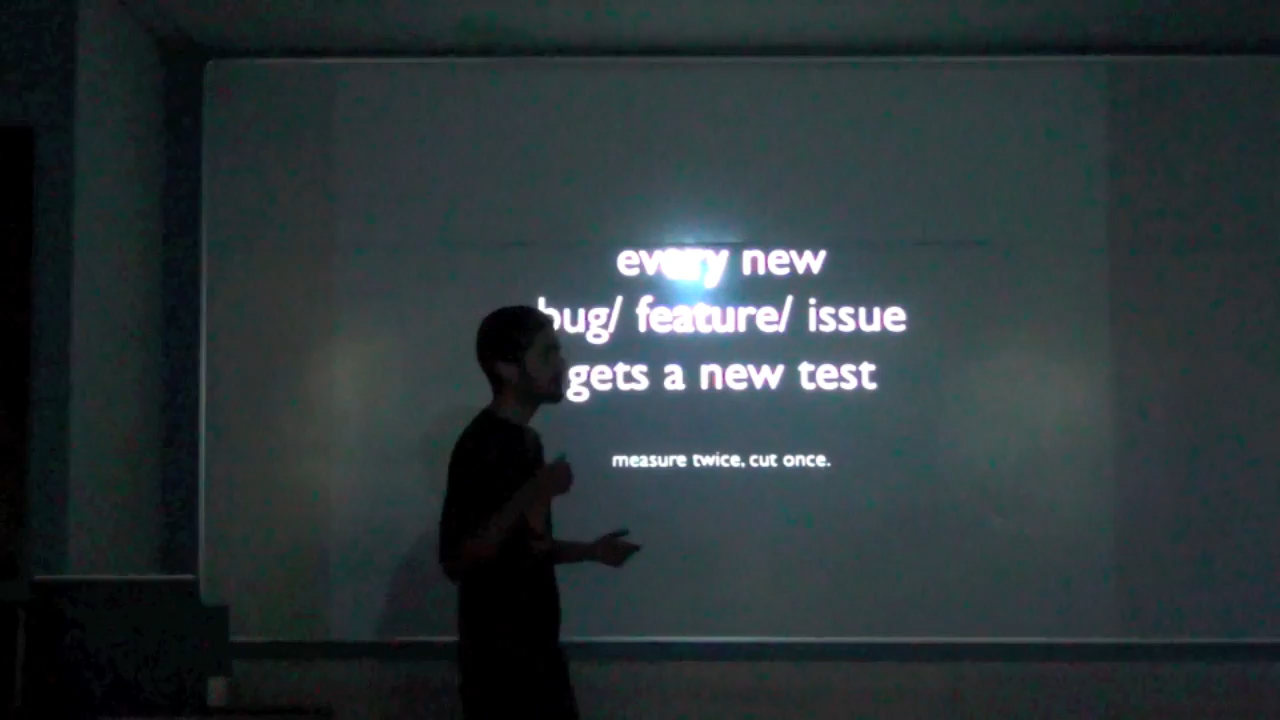 every new
bug/ feature/ issue
gets a new test
measure twice, cut once.